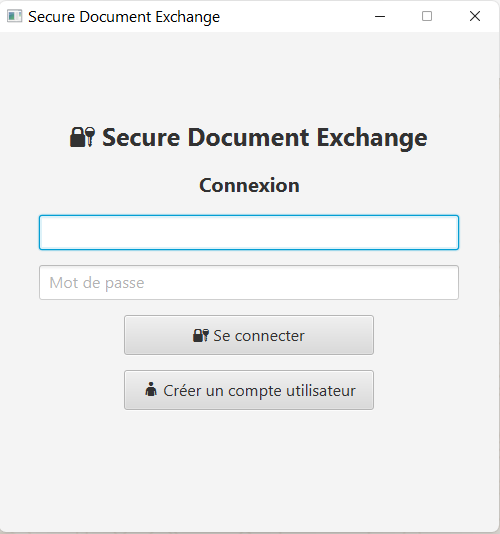 Secure Document Exchange
🔐 Secure Document Exchange
Connexion
Mot de passe
🔐 Se connecter
Créer un compte utilisateur